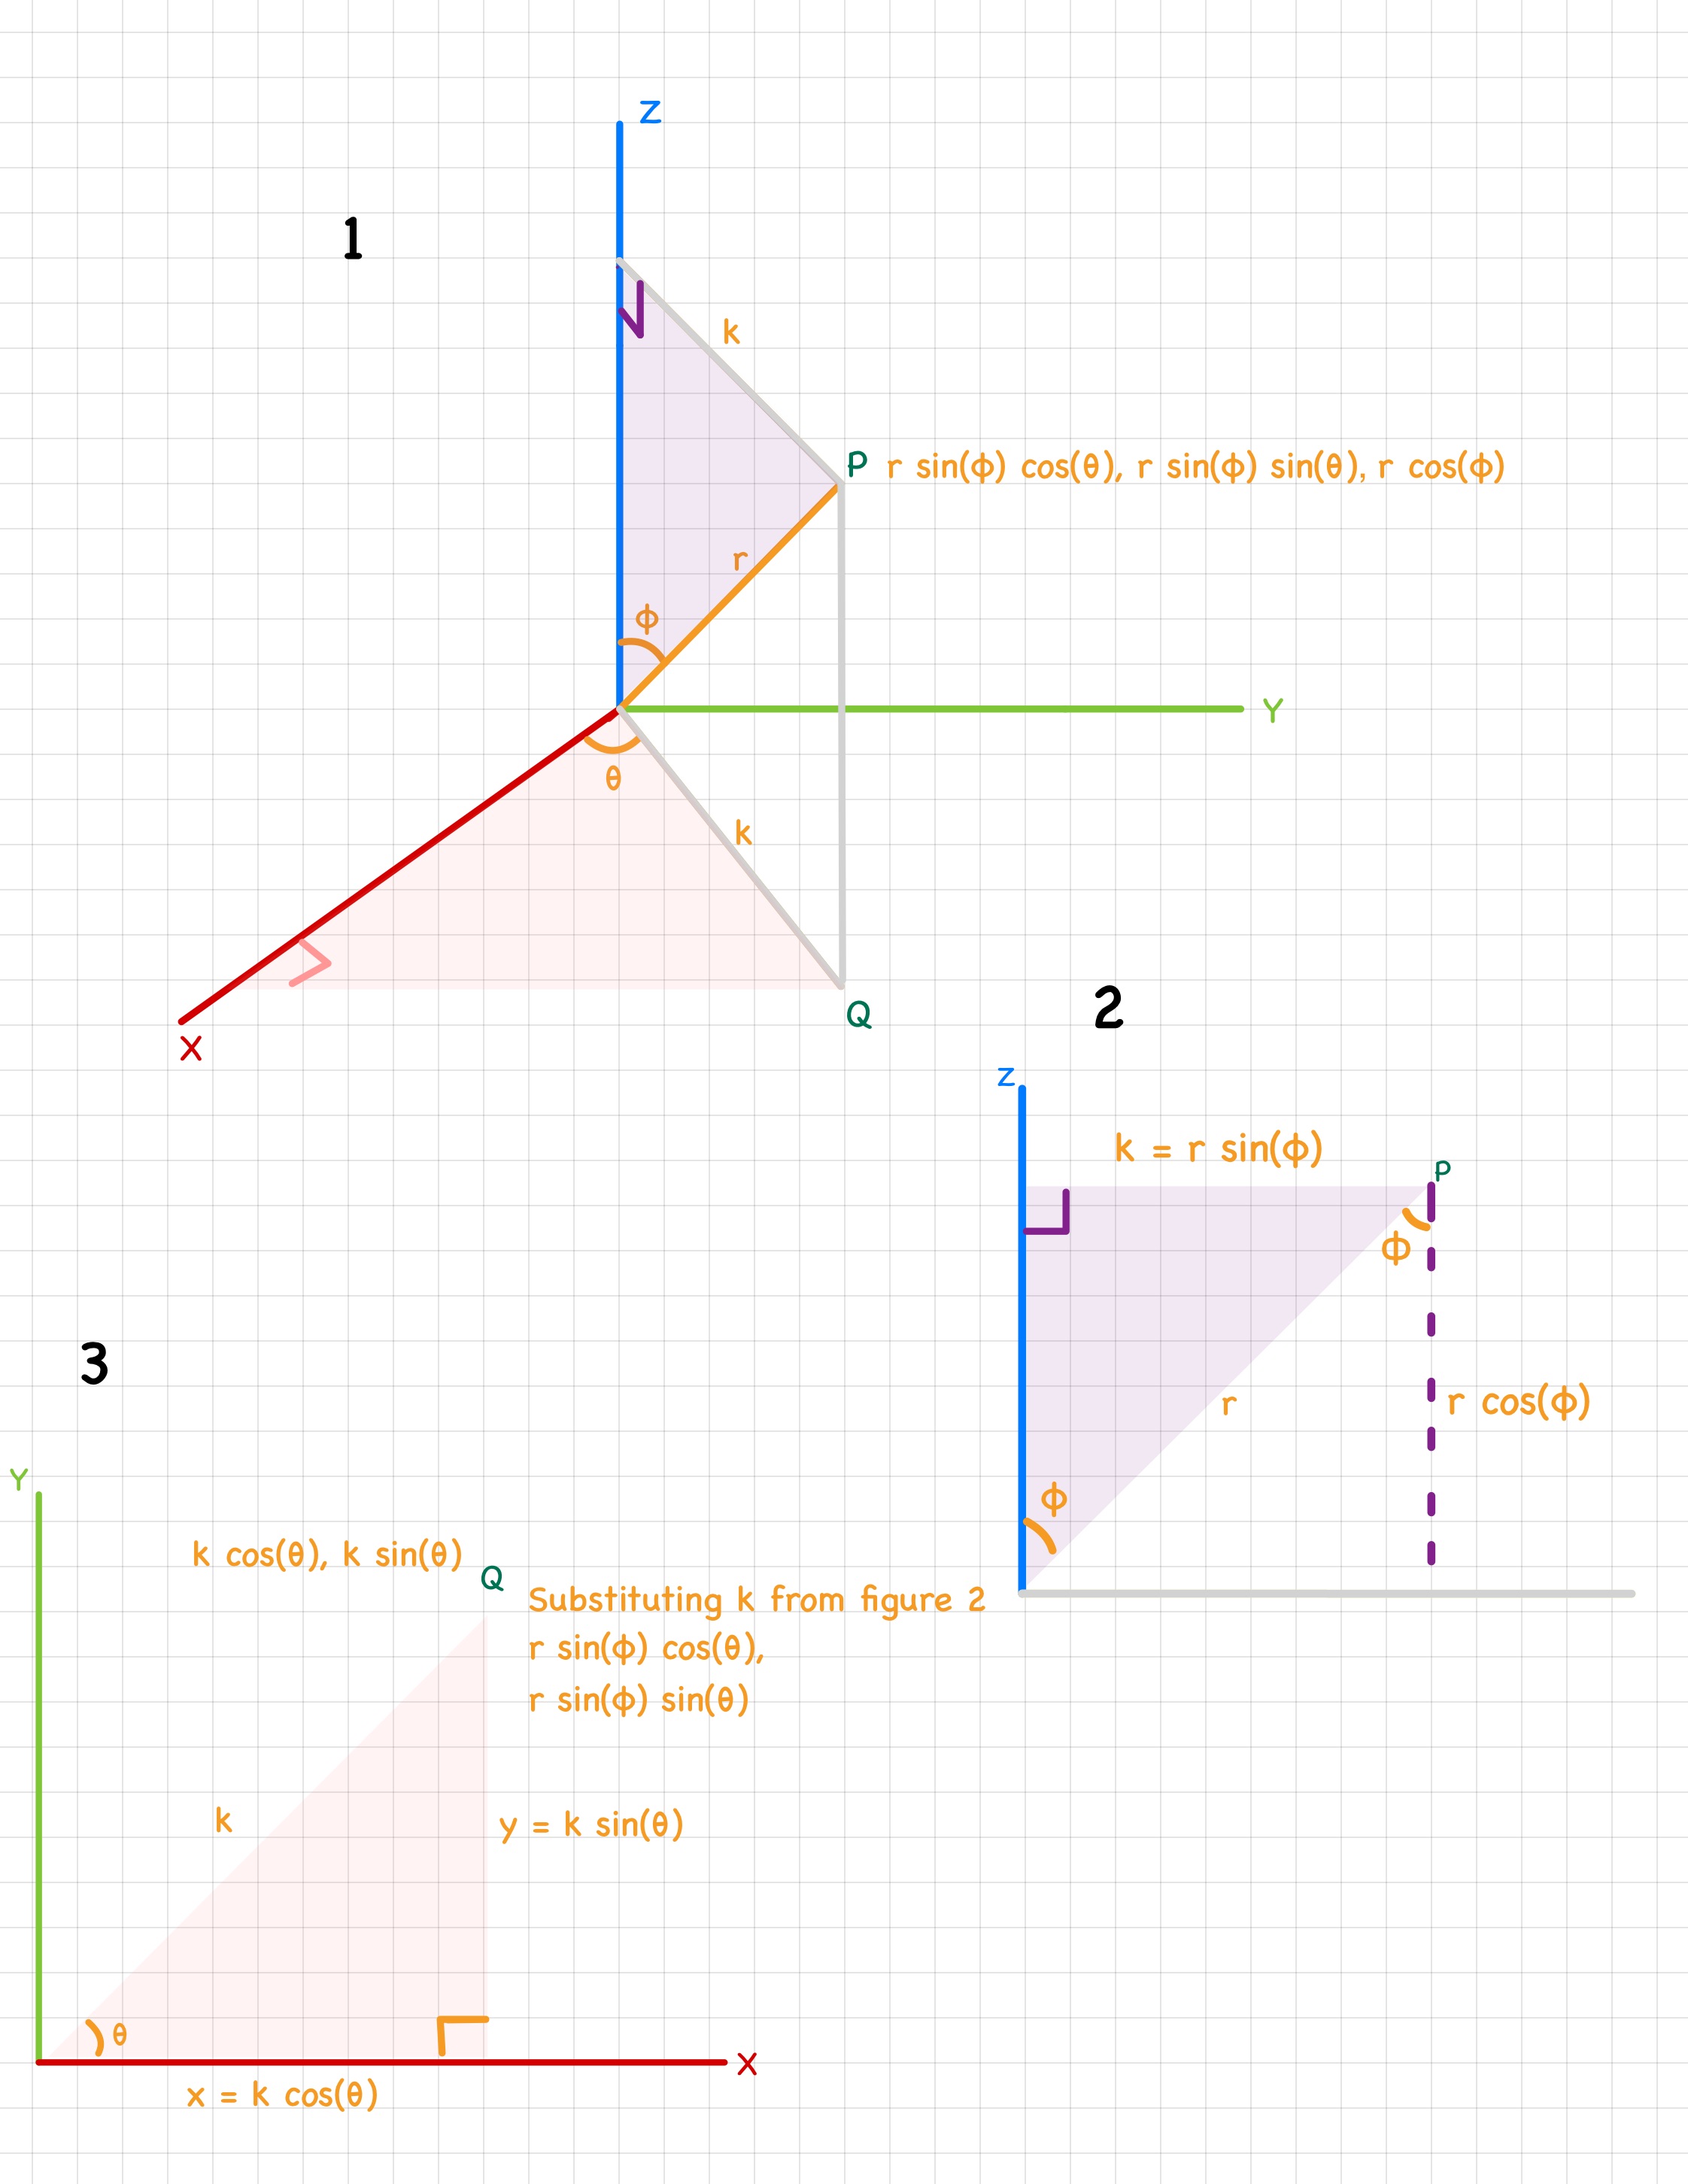 Z
1
k
P r sin(ϕ) cos(θ), r sin(ϕ) sin(θ), r cos(ϕ)
r
ϕ
Y
θ
k
X
Q
2
Z
k = r sin(ϕ)
P
ϕ
r cos(ϕ)
r
ϕ
3
Y
k cos(θ), k sin(θ)
Q
Substituting k from figure 2
r sin(ϕ) cos(θ),
r sin(ϕ) sin(θ)
k
y = k sin(θ)
θ
X
x = k cos(θ)